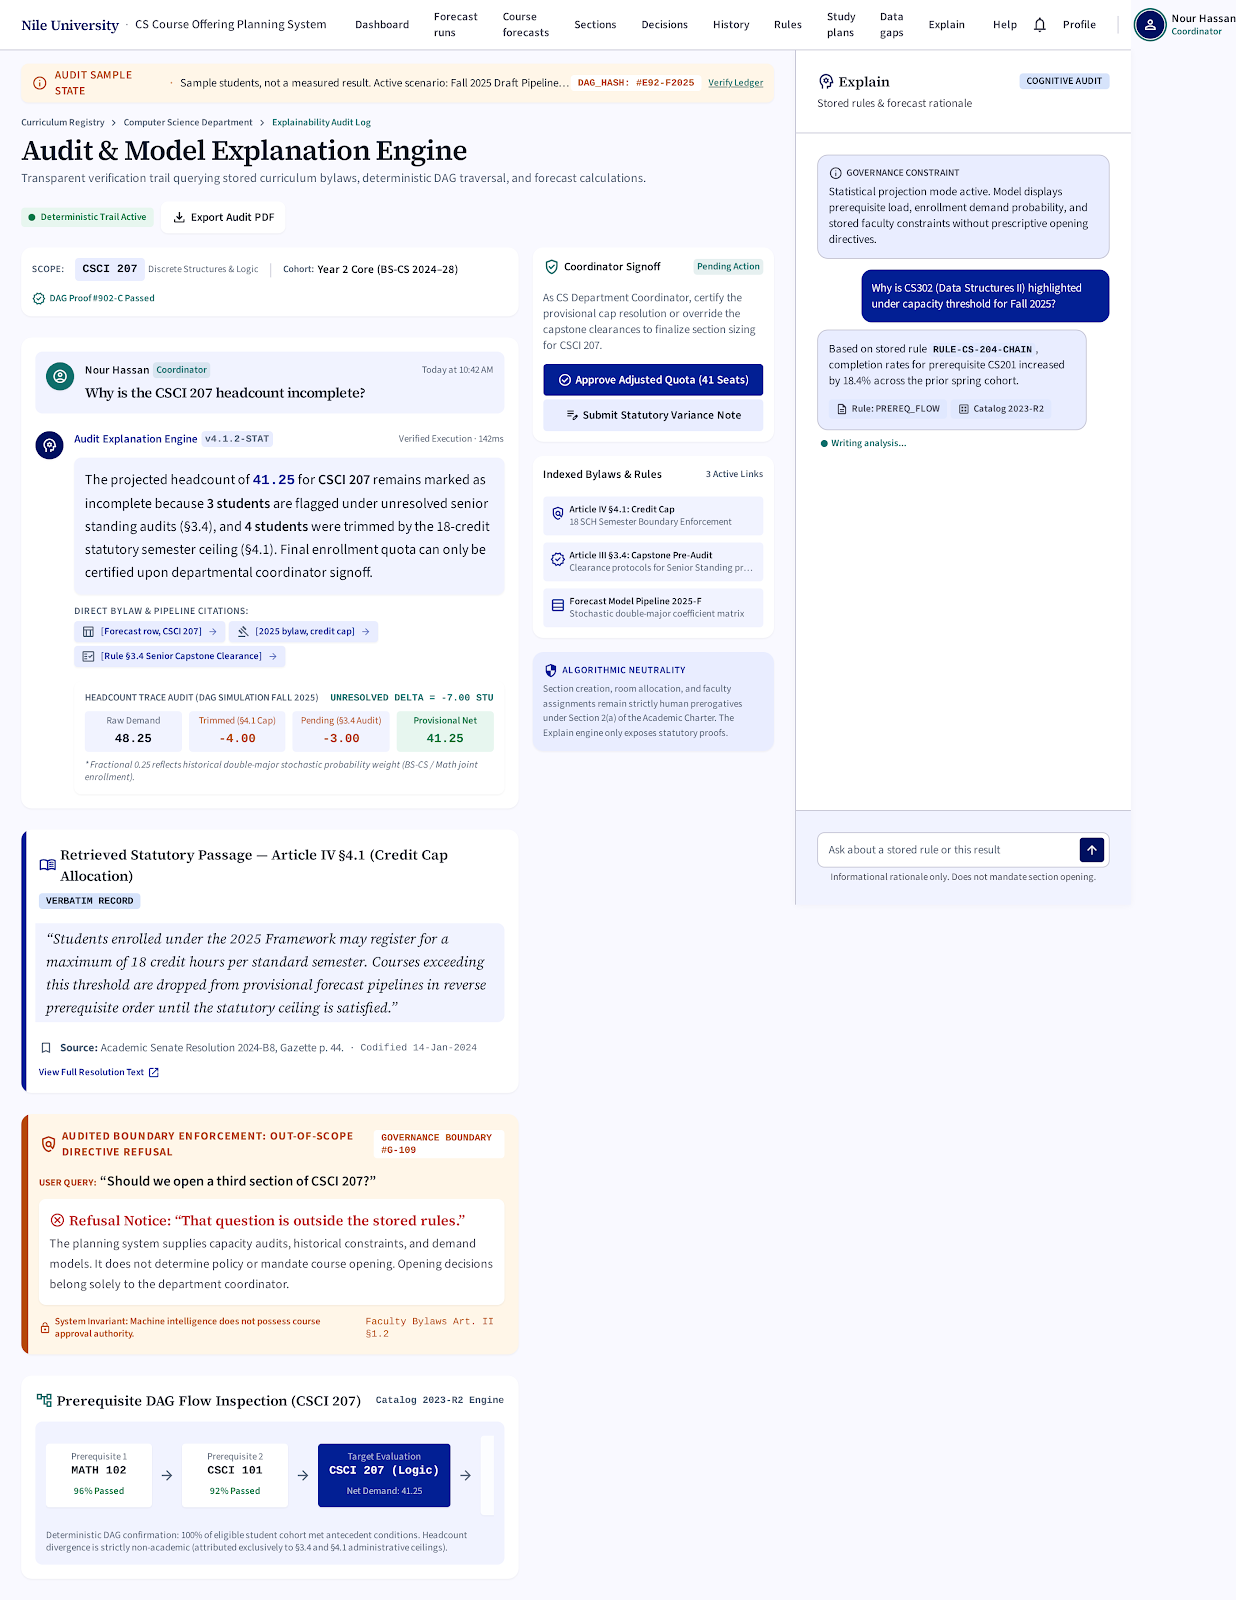 Nile University · CS Course Offering Planning System
Dashboard
Forecast runs
Course forecasts
Sections
Decisions
History
Rules
Study plans
Data gaps
Explain
Help
Profile
Nour Hassan
Coordinator
AUDIT SAMPLE STATE
· Sample students, not a measured result. Active scenario: Fall 2025 Draft Pipeline...
DAG_HASH: #E92-F2025
Verify Ledger
Curriculum Registry > Computer Science Department > Explainability Audit Log
Audit & Model Explanation Engine
Transparent verification trail querying stored curriculum bylaws, deterministic DAG traversal, and forecast calculations.
Deterministic Trail Active
Export Audit PDF
SCOPE: CSCI 207 Discrete Structures & Logic
Cohort: Year 2 Core (BS-CS 2024–28)
DAG Proof #902-C Passed
Nour Hassan Coordinator
Today at 10:42 AM
Why is the CSCI 207 headcount incomplete?
Audit Explanation Engine v4.1.2-STAT
Verified Execution · 142ms
The projected headcount of 41.25 for CSCI 207 remains marked as
incomplete because 3 students are flagged under unresolved senior
standing audits (§3.4), and 4 students were trimmed by the 18-credit
statutory semester ceiling (§4.1). Final enrollment quota can only be
certified upon departmental coordinator signoff.
DIRECT BYLAW & PIPELINE CITATIONS:
[Forecast row, CSCI 207] →
[2025 bylaw, credit cap] →
[Rule §3.4 Senior Capstone Clearance] →
HEADCOUNT TRACE AUDIT (DAG SIMULATION FALL 2025)
UNRESOLVED DELTA = -7.00 STU
Raw Demand
48.25
Trimmed (§4.1 Cap)
-4.00
Pending (§3.4 Audit)
-3.00
Provisional Net
41.25
* Fractional 0.25 reflects historical double-major stochastic probability weight (BS-CS / Math joint
enrollment).
Retrieved Statutory Passage — Article IV §4.1 (Credit Cap
Allocation)
VERBATIM RECORD
“Students enrolled under the 2025 Framework may register for a
maximum of 18 credit hours per standard semester. Courses exceeding
this threshold are dropped from provisional forecast pipelines in reverse
prerequisite order until the statutory ceiling is satisfied.”
Source: Academic Senate Resolution 2024-B8, Gazette p. 44. · Codified 14-Jan-2024
View Full Resolution Text
AUDITED BOUNDARY ENFORCEMENT: OUT-OF-SCOPE
DIRECTIVE REFUSAL
GOVERNANCE BOUNDARY
#G-109
USER QUERY: “Should we open a third section of CSCI 207?”
Refusal Notice: “That question is outside the stored rules.”
The planning system supplies capacity audits, historical constraints, and demand
models. It does not determine policy or mandate course opening. Opening decisions
belong solely to the department coordinator.
System Invariant: Machine intelligence does not possess course
approval authority.
Faculty Bylaws Art. II
§1.2
Prerequisite DAG Flow Inspection (CSCI 207)
Catalog 2023-R2 Engine
Prerequisite 1
MATH 102
96% Passed
→
Prerequisite 2
CSCI 101
92% Passed
→
Target Evaluation
CSCI 207 (Logic)
Net Demand: 41.25
→
Deterministic DAG confirmation: 100% of eligible student cohort met antecedent conditions. Headcount
divergence is strictly non-academic (attributed exclusively to §3.4 and §4.1 administrative ceilings).
Coordinator Signoff
Pending Action
As CS Department Coordinator, certify the
provisional cap resolution or override the
capstone clearances to finalize section sizing
for CSCI 207.
Approve Adjusted Quota (41 Seats)
Submit Statutory Variance Note
Indexed Bylaws & Rules
3 Active Links
Article IV §4.1: Credit Cap
18 SCH Semester Boundary Enforcement
Article III §3.4: Capstone Pre-Audit
Clearance protocols for Senior Standing pr...
Forecast Model Pipeline 2025-F
Stochastic double-major coefficient matrix
ALGORITHMIC NEUTRALITY
Section creation, room allocation, and faculty
assignments remain strictly human prerogatives
under Section 2(a) of the Academic Charter. The
Explain engine only exposes statutory proofs.
Explain
COGNITIVE AUDIT
Stored rules & forecast rationale
GOVERNANCE CONSTRAINT
Statistical projection mode active. Model displays
prerequisite load, enrollment demand probability, and
stored faculty constraints without prescriptive opening
directives.
Why is CS302 (Data Structures II) highlighted
under capacity threshold for Fall 2025?
Based on stored rule RULE-CS-204-CHAIN ,
completion rates for prerequisite CS201 increased
by 18.4% across the prior spring cohort.
Rule: PREREQ_FLOW
Catalog 2023-R2
Writing analysis...
Ask about a stored rule or this result
Informational rationale only. Does not mandate section opening.